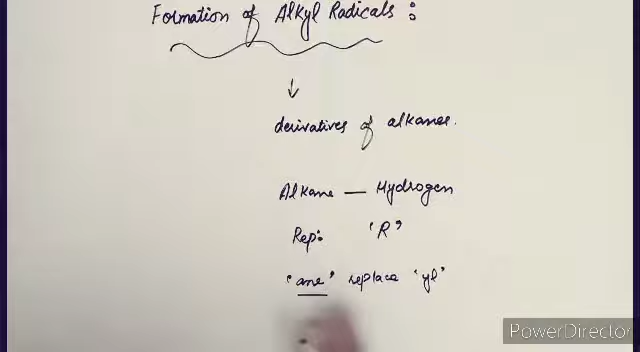 Formation of Alkyl Radicals :
↓
derivatives of alkanes.
Alkane — Hydrogen
Rep: 'R'
'ane' replace 'yl'
PowerDirector